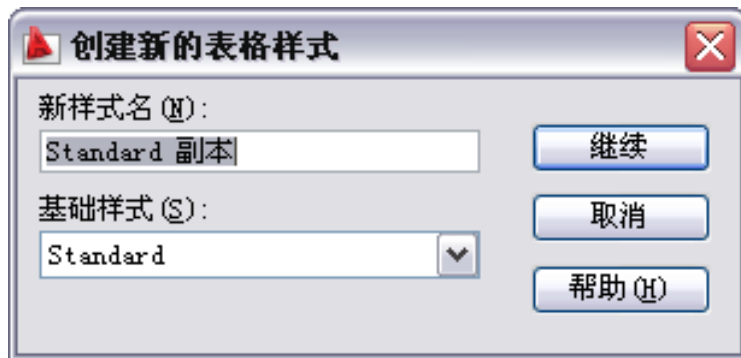 创建新的表格样式
新样式名(N):
Standard 副本
继续
基础样式(S):
取消
Standard
帮助(H)